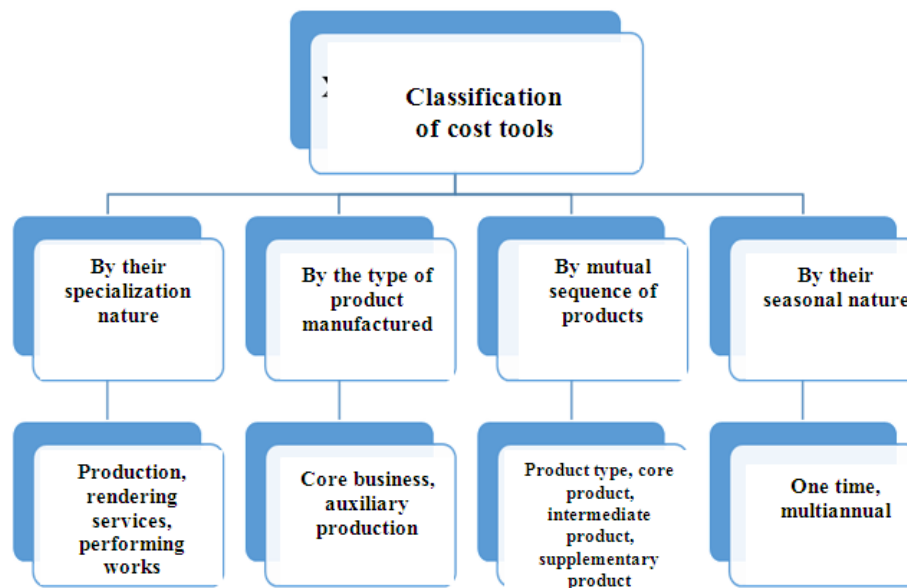 Classification
of cost tools
By their
specialization
nature
By the type of
product
manufactured
By mutual
sequence of
products
By their
seasonal nature
Production,
rendering
services,
performing
works
Core business,
auxiliary
production
Product type, core
product,
intermediate
product,
supplementary
product
One time,
multiannual